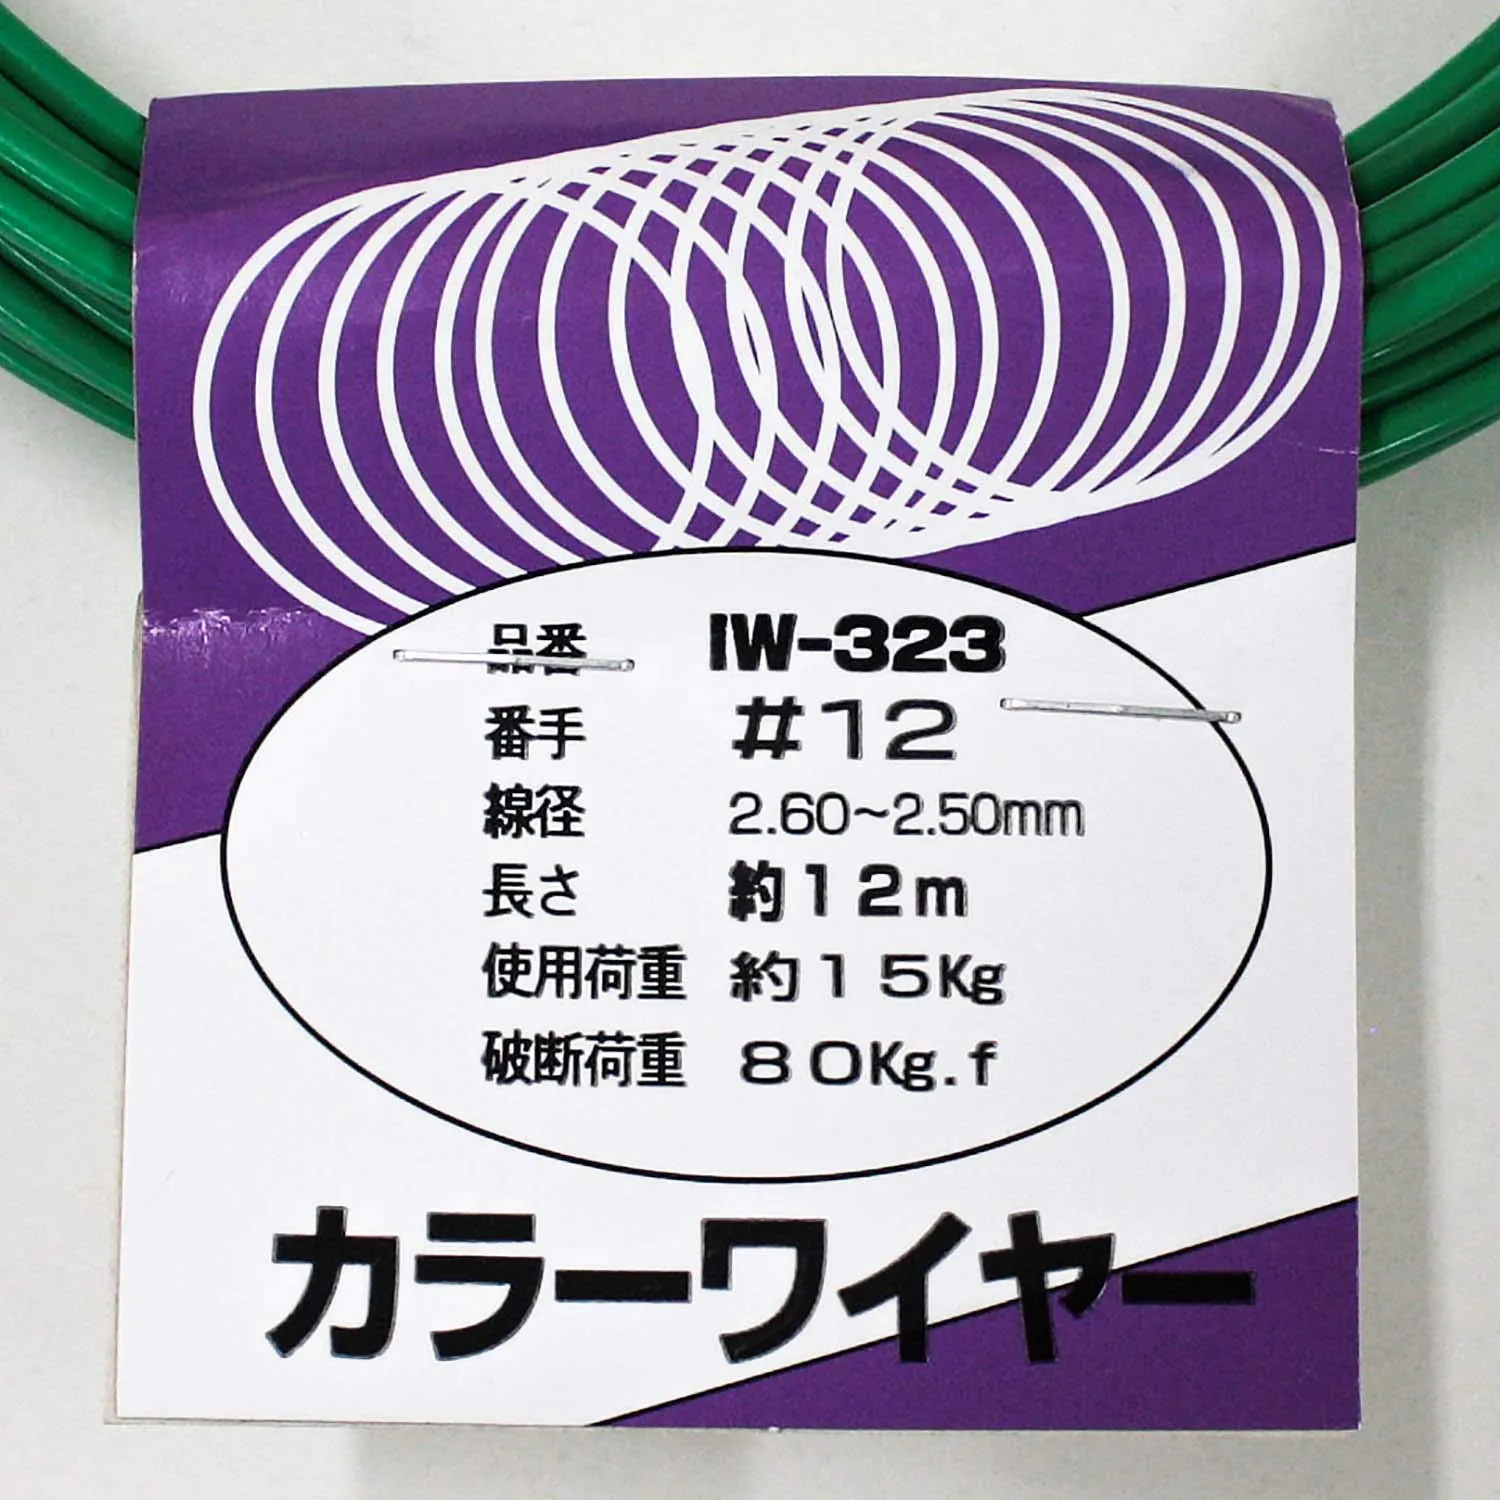 品番 IW-323
番手 #12
線径 2.60~2.50mm
長さ 約12m
使用荷重 約15Kg
破断荷重 80Kg.f
カラーワイヤー